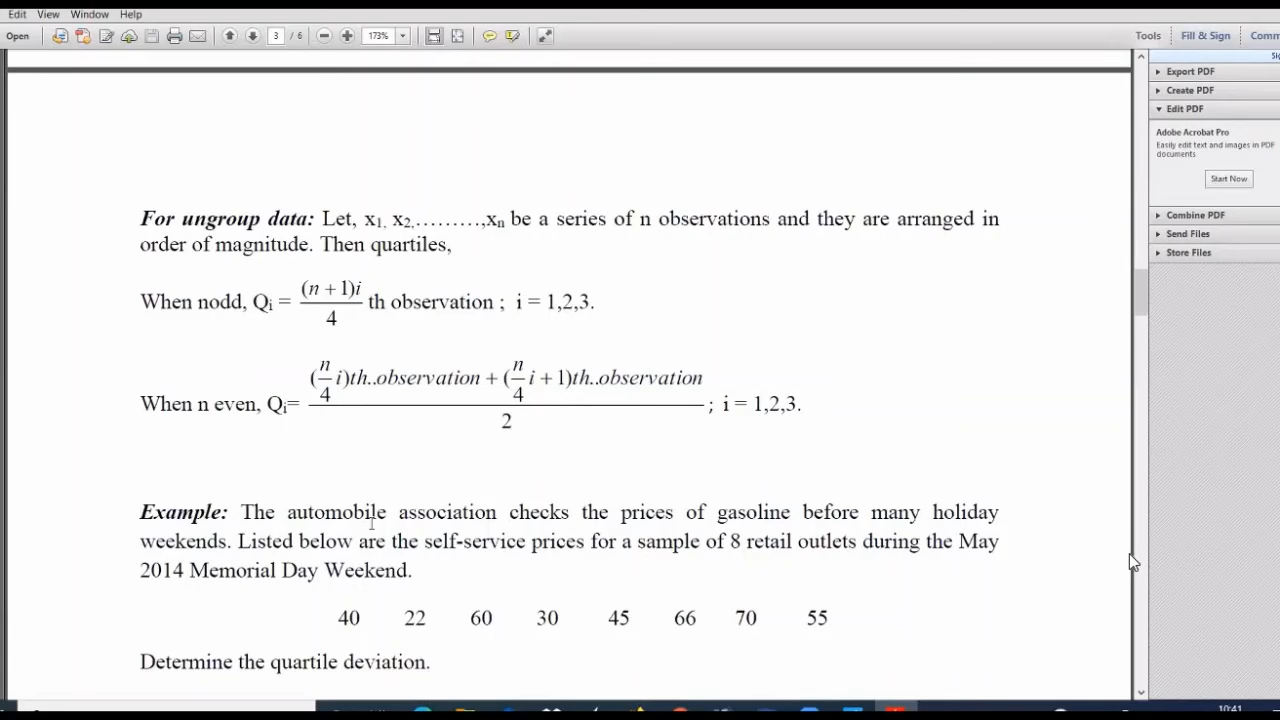 Edit View Window Help
Open 3 / 6 173% Tools Fill & Sign Comm
Export PDF
Create PDF
Edit PDF
Adobe Acrobat Pro
Easily edit text and images in PDF
documents
Start Now
Combine PDF
Send Files
Store Files
For ungroup data: Let, x1, x2,………,xn be a series of n observations and they are arranged in
order of magnitude. Then quartiles,
When nodd, Qi = (n + 1)i / 4 th observation ; i = 1,2,3.
When n even, Qi= (n/4 i)th..observation + (n/4 i + 1)th..observation / 2 ; i = 1,2,3.
Example: The automobile association checks the prices of gasoline before many holiday
weekends. Listed below are the self-service prices for a sample of 8 retail outlets during the May
2014 Memorial Day Weekend.
40 22 60 30 45 66 70 55
Determine the quartile deviation.
10:41